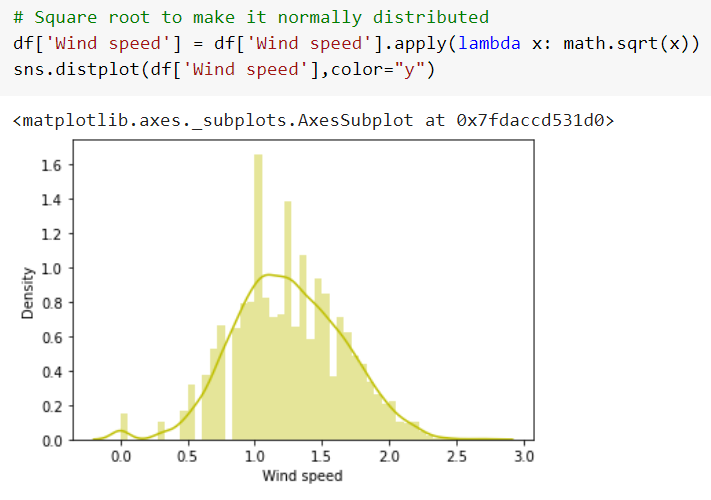 # Square root to make it normally distributed
df['Wind speed'] = df['Wind speed'].apply(lambda x: math.sqrt(x))
sns.distplot(df['Wind speed'],color="y")
<matplotlib.axes._subplots.AxesSubplot at 0x7fdaccd531d0>
1.6
1.4
1.2
1.0
0.8
0.6
0.4
0.2
0.0
Density
0.0 0.5 1.0 1.5 2.0 2.5 3.0
Wind speed